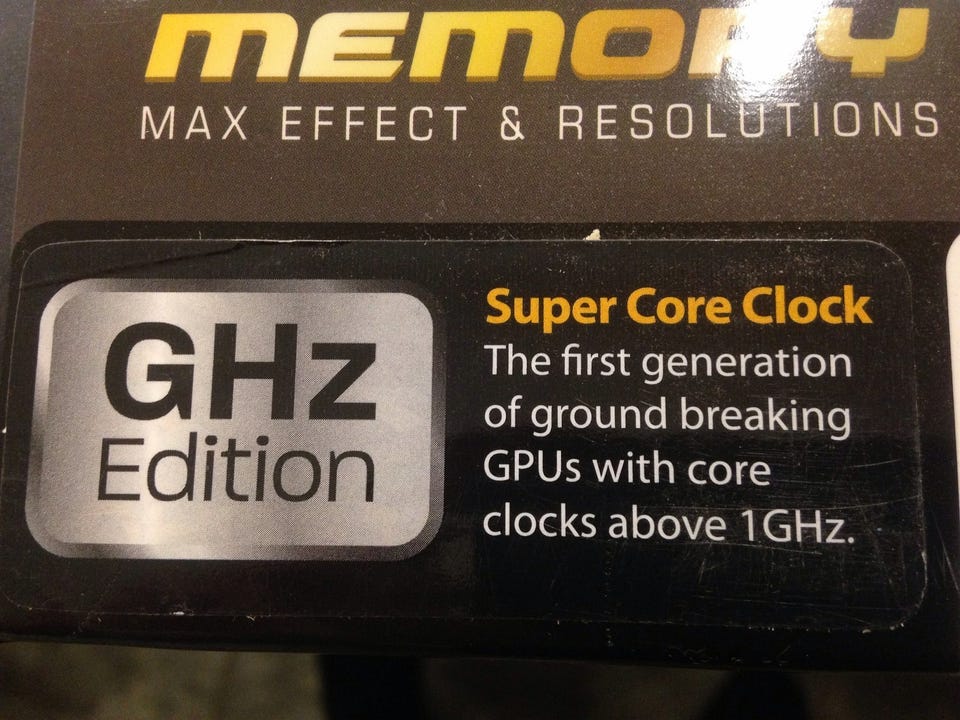 MEMORY
MAX EFFECT & RESOLUTIONS
GHz
Edition
Super Core Clock
The first generation
of ground breaking
GPUs with core
clocks above 1GHz.